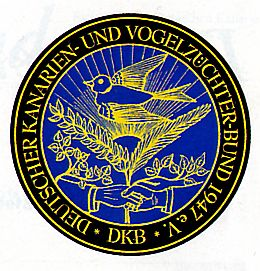 DEUTSCHER KANARIEN- UND VOGELZÜCHTER-BUND 1947 e.V.
* DKB *